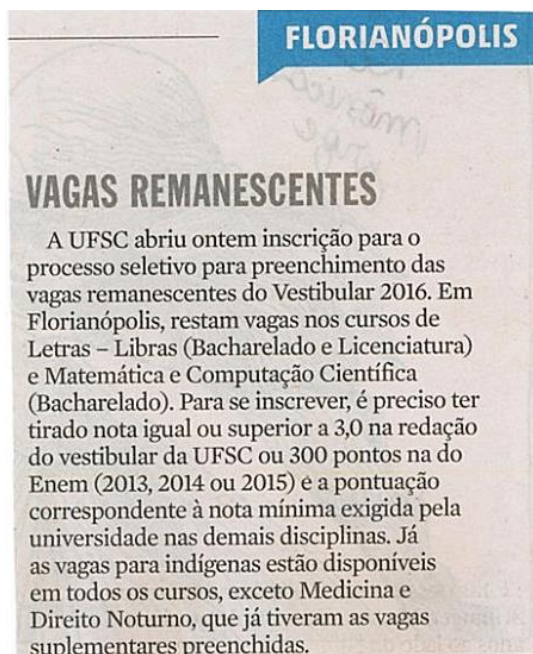 FLORIANÓPOLIS
VAGAS REMANESCENTES
A UFSC abriu ontem inscrição para o
processo seletivo para preenchimento das
vagas remanescentes do Vestibular 2016. Em
Florianópolis, restam vagas nos cursos de
Letras – Libras (Bacharelado e Licenciatura)
e Matemática e Computação Científica
(Bacharelado). Para se inscrever, é preciso ter
tirado nota igual ou superior a 3,0 na redação
do vestibular da UFSC ou 300 pontos na do
Enem (2013, 2014 ou 2015) e a pontuação
correspondente à nota mínima exigida pela
universidade nas demais disciplinas. Já
as vagas para indígenas estão disponíveis
em todos os cursos, exceto Medicina e
Direito Noturno, que já tiveram as vagas
suplementares preenchidas.